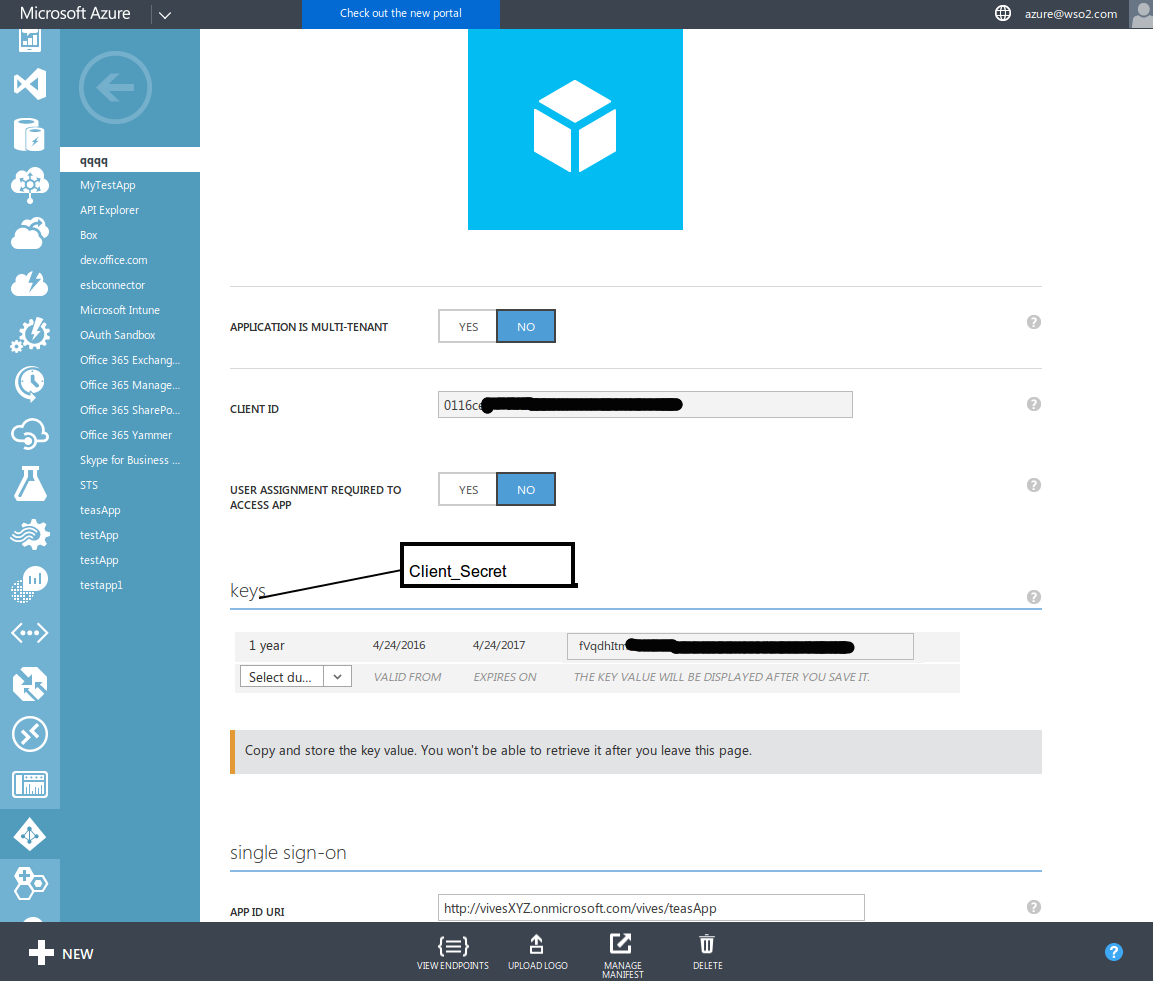 Microsoft Azure
Check out the new portal
azure@wso2.com
qqqq
MyTestApp
API Explorer
Box
dev.office.com
esbconnector
Microsoft Intune
OAuth Sandbox
Office 365 Exchang...
Office 365 Manage...
Office 365 SharePo...
Office 365 Yammer
Skype for Business ...
STS
teasApp
testApp
testApp
testapp1
APPLICATION IS MULTI-TENANT
YES NO
?
CLIENT ID
0116ce
?
USER ASSIGNMENT REQUIRED TO
ACCESS APP
YES NO
?
Client_Secret
keys
?
1 year 4/24/2016 4/24/2017 fVqdhItm
Select du... VALID FROM EXPIRES ON THE KEY VALUE WILL BE DISPLAYED AFTER YOU SAVE IT.
Copy and store the key value. You won't be able to retrieve it after you leave this page.
single sign-on
APP ID URI
http://vivesXYZ.onmicrosoft.com/vives/teasApp
?
NEW
VIEW ENDPOINTS
UPLOAD LOGO
MANAGE
MANIFEST
DELETE
?